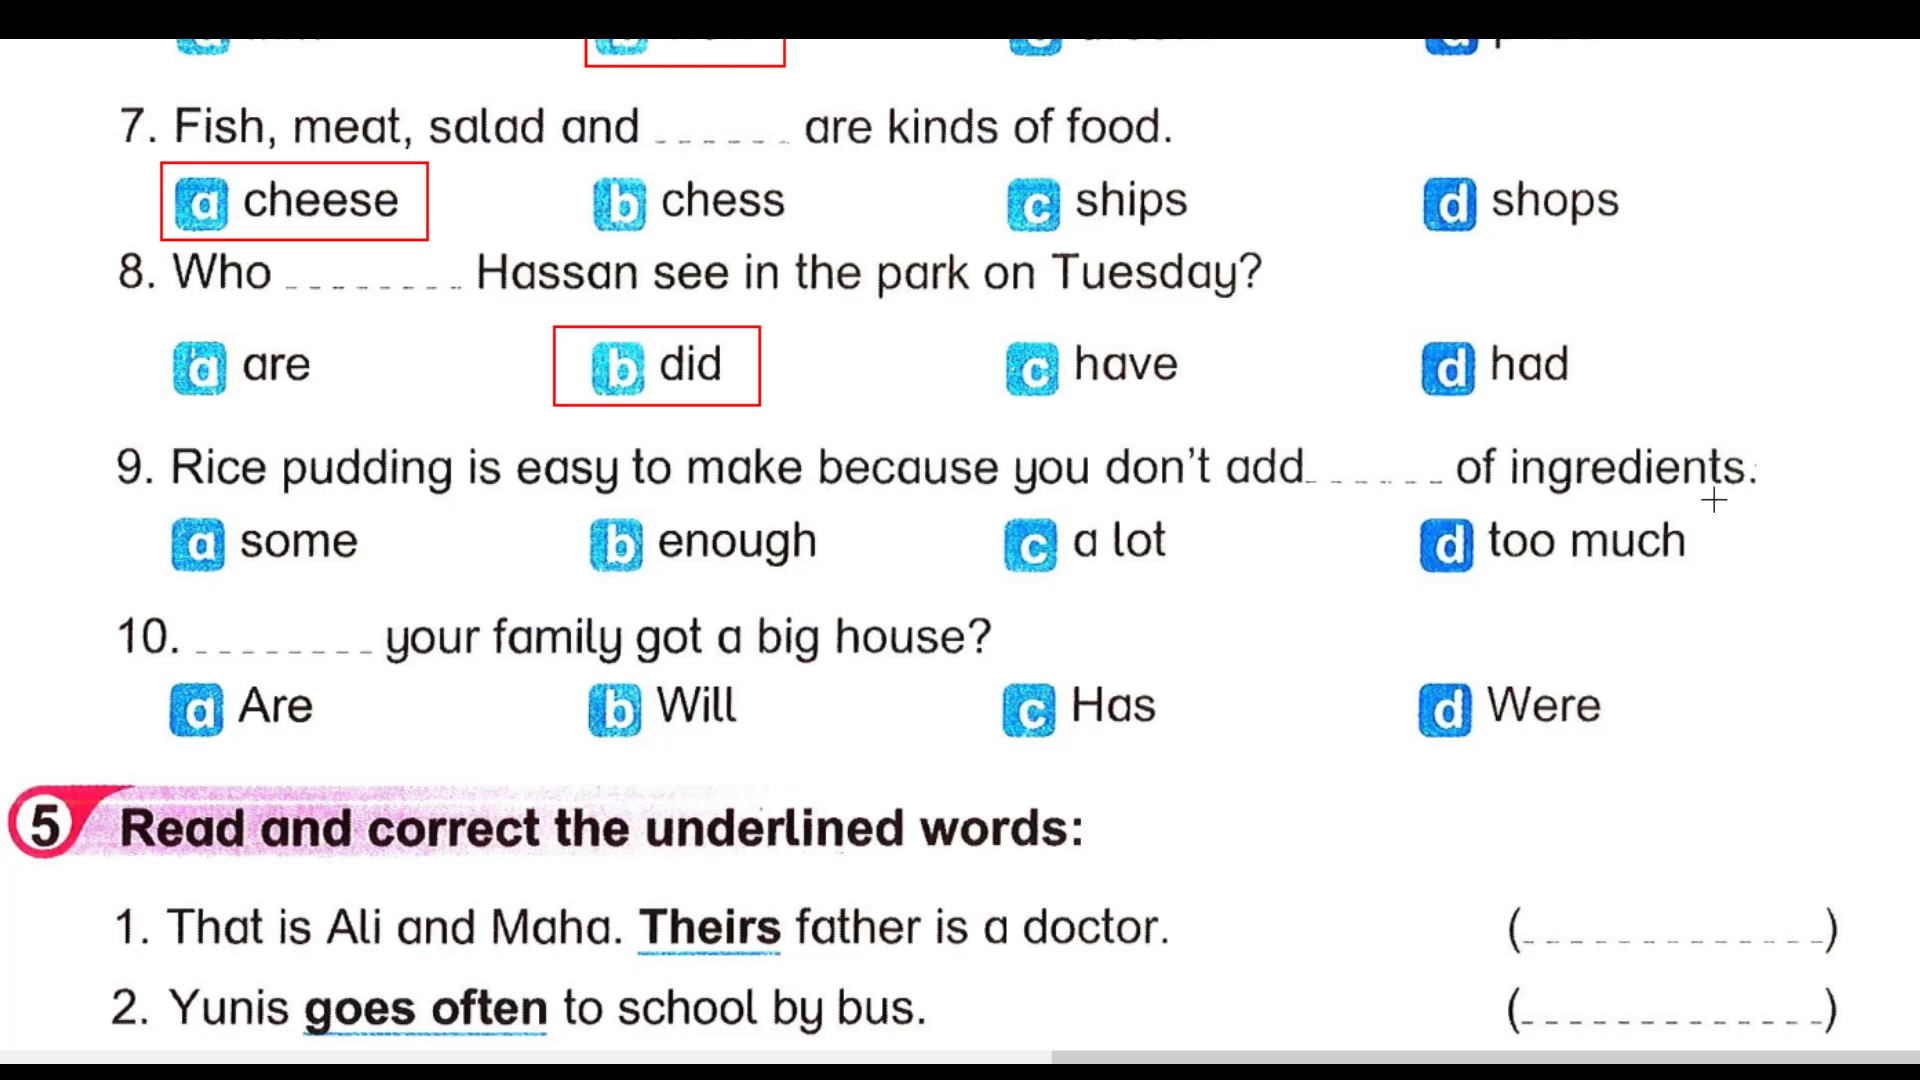 7. Fish, meat, salad and ______ are kinds of food.
a cheese b chess c ships d shops
8. Who ________ Hassan see in the park on Tuesday?
a are b did c have d had
9. Rice pudding is easy to make because you don't add ______ of ingredients.
a some b enough c a lot d too much
10. ________ your family got a big house?
a Are b Will c Has d Were
5 Read and correct the underlined words:
1. That is Ali and Maha. Theirs father is a doctor. (_____________)
2. Yunis goes often to school by bus. (_____________)